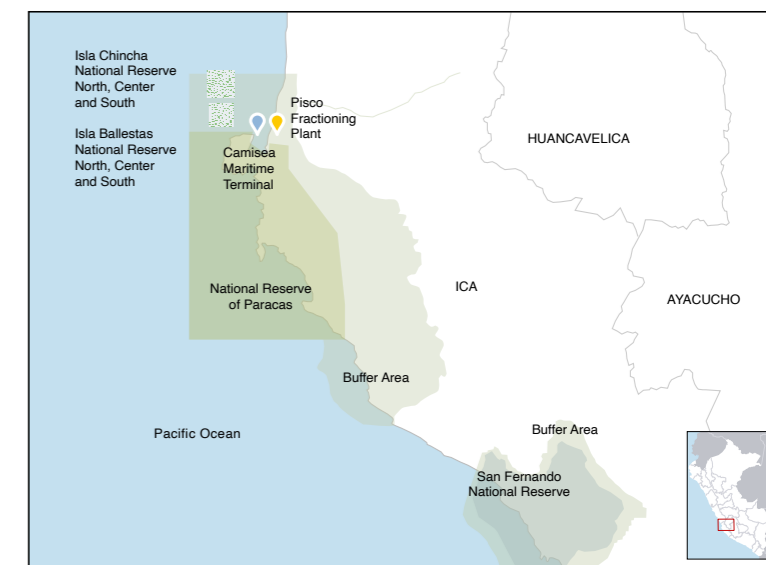 Isla Chincha
National Reserve
North, Center
and South
Isla Ballestas
National Reserve
North, Center
and South
Pisco
Fractioning
Plant
Camisea
Maritime
Terminal
HUANCAVELICA
National Reserve
of Paracas
ICA
AYACUCHO
Buffer Area
Pacific Ocean
Buffer Area
San Fernando
National Reserve